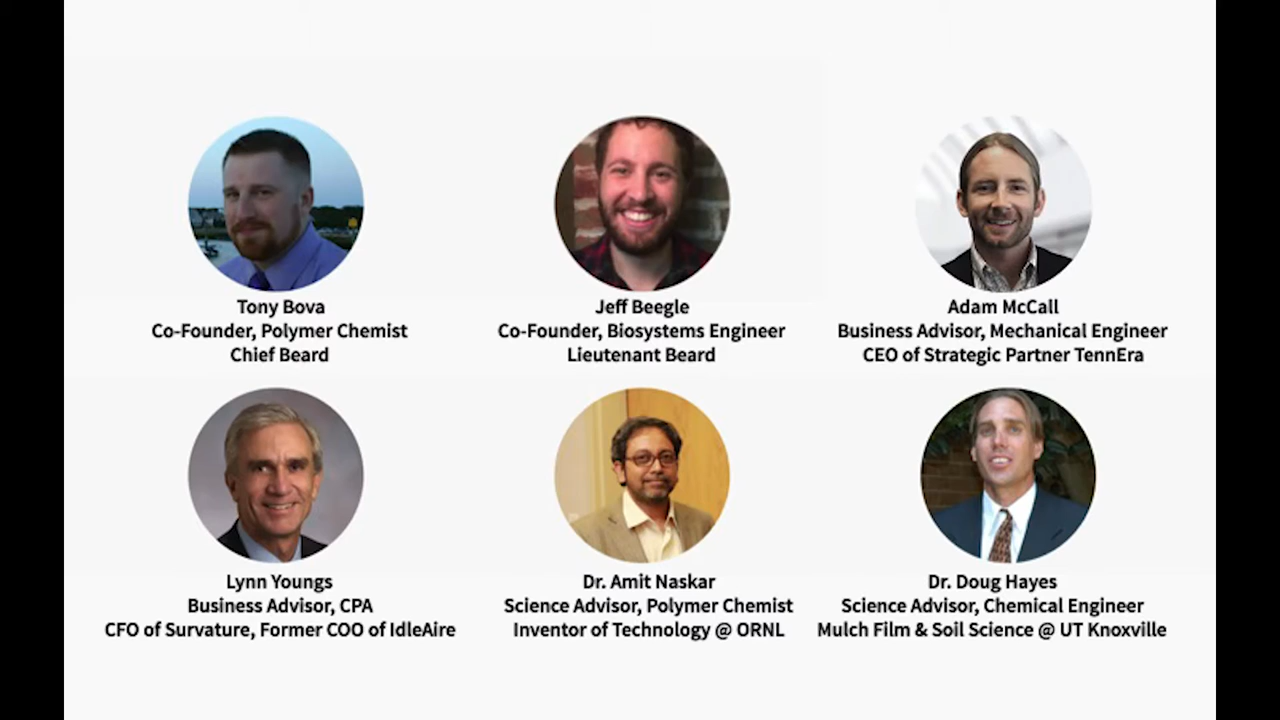 Tony Bova
Co-Founder, Polymer Chemist
Chief Beard
Jeff Beegle
Co-Founder, Biosystems Engineer
Lieutenant Beard
Adam McCall
Business Advisor, Mechanical Engineer
CEO of Strategic Partner TennEra
Lynn Youngs
Business Advisor, CPA
CFO of Survature, Former COO of IdleAire
Dr. Amit Naskar
Science Advisor, Polymer Chemist
Inventor of Technology @ ORNL
Dr. Doug Hayes
Science Advisor, Chemical Engineer
Mulch Film & Soil Science @ UT Knoxville